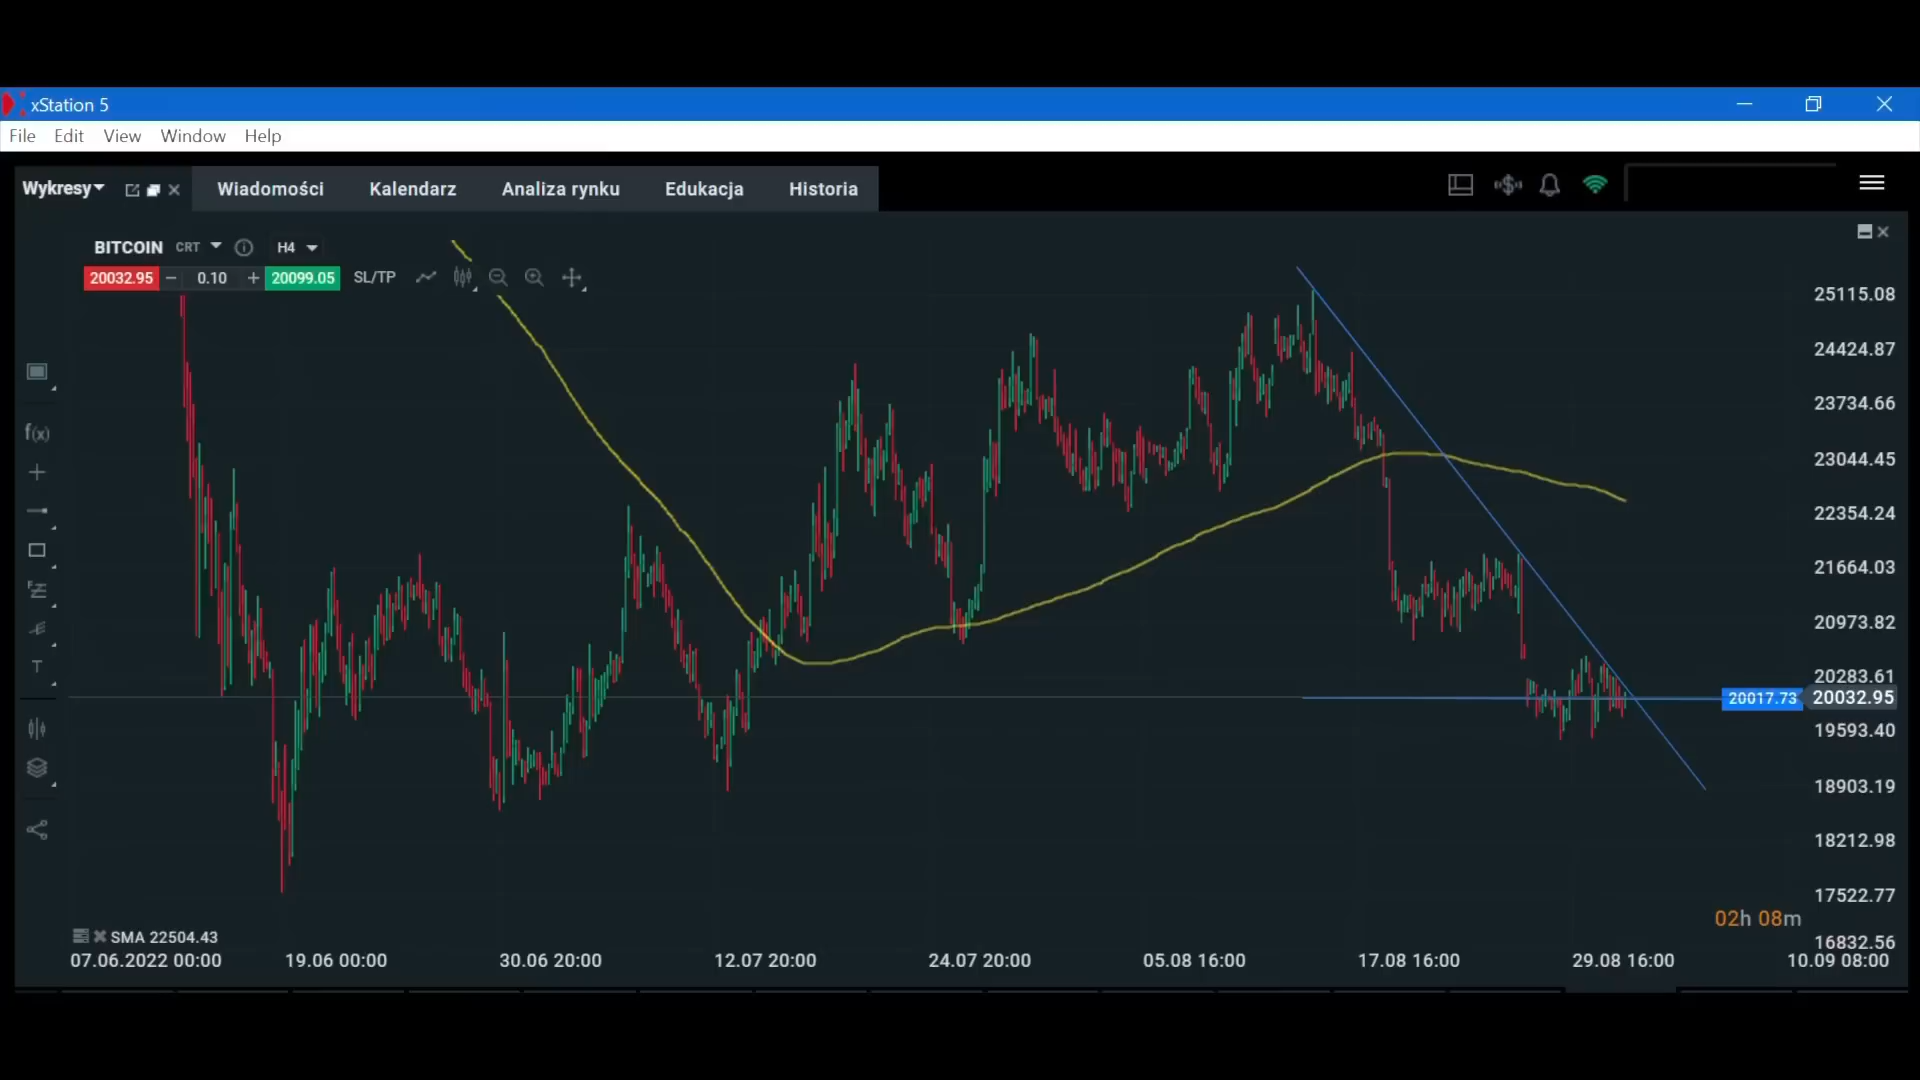 xStation 5
File Edit View Window Help
Wykresy Wiadomości Kalendarz Analiza rynku Edukacja Historia
BITCOIN CRT H4
20032.95 − 0.10 + 20099.05 SL/TP
25115.08
24424.87
23734.66
f(x)
23044.45
22354.24
21664.03
20973.82
T
20283.61
20017.73 20032.95
19593.40
18903.19
18212.98
17522.77
02h 08m
SMA 22504.43
16832.56
07.06.2022 00:00 19.06 00:00 30.06 20:00 12.07 20:00 24.07 20:00 05.08 16:00 17.08 16:00 29.08 16:00 10.09 08:00